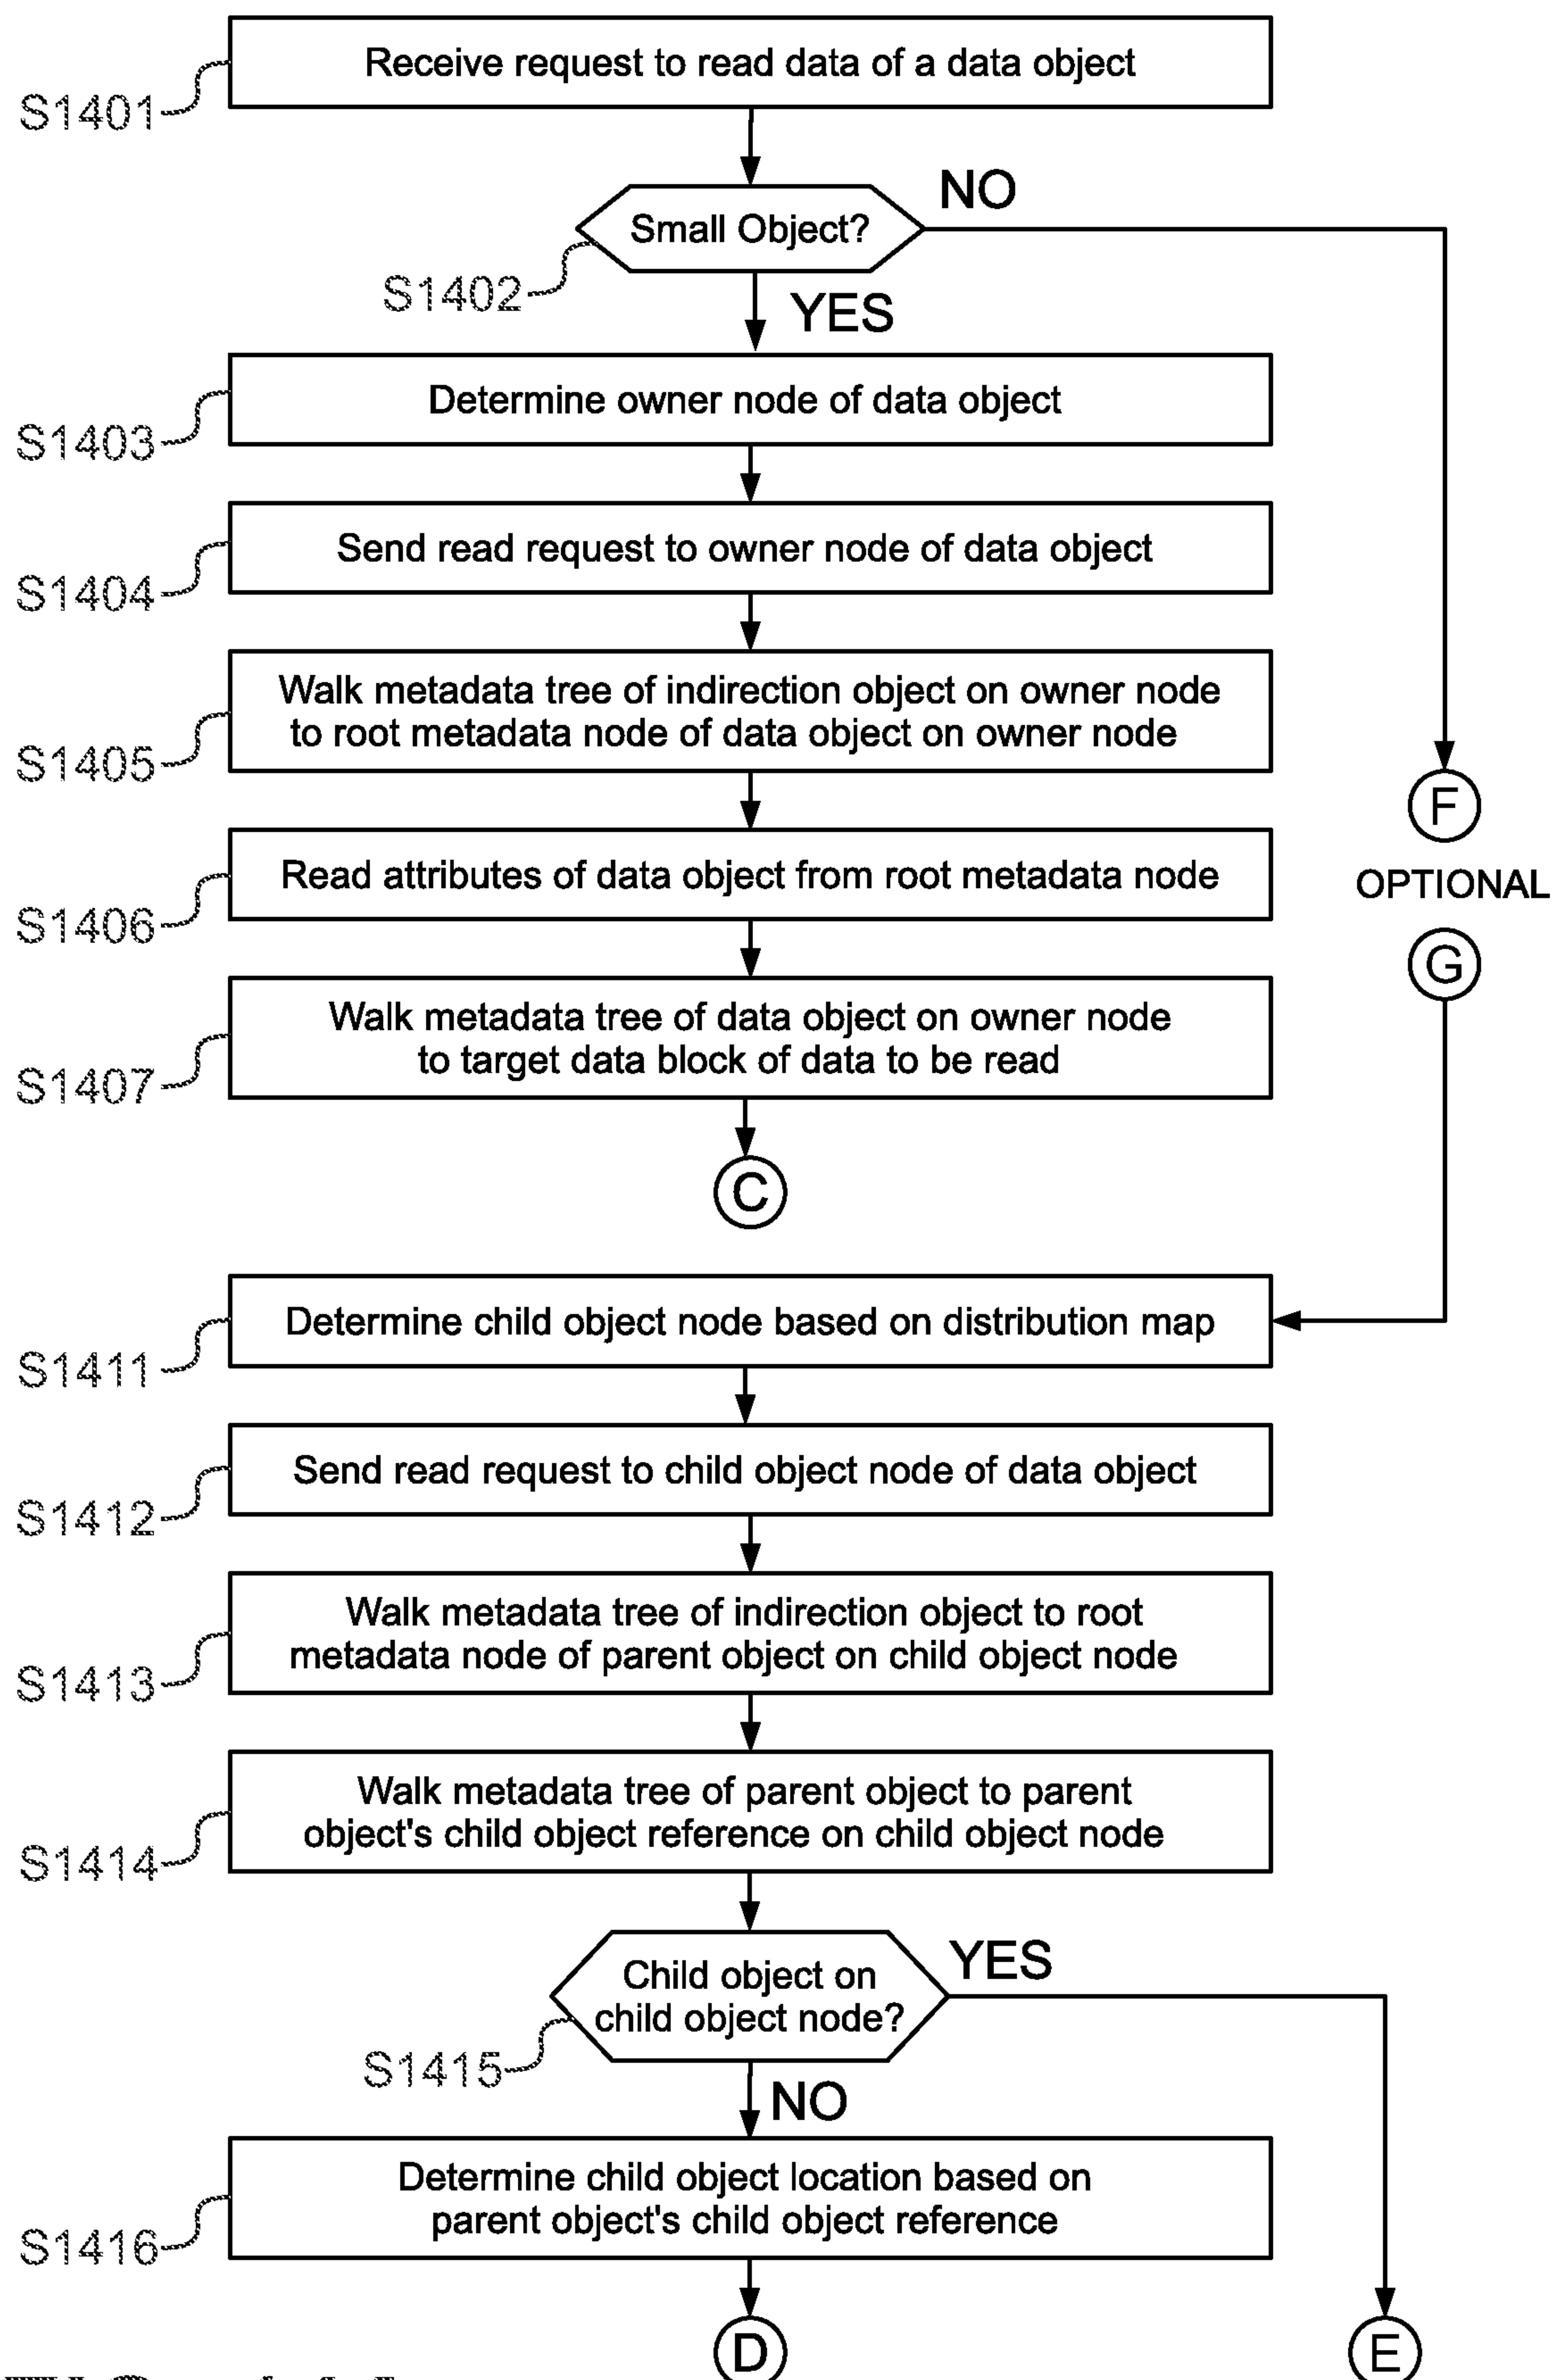 Receive request to read data of a data object
S1401
Small Object?
NO
S1402
YES
Determine owner node of data object
S1403
Send read request to owner node of data object
S1404
Walk metadata tree of indirection object on owner node
to root metadata node of data object on owner node
S1405
F
Read attributes of data object from root metadata node
OPTIONAL
S1406
G
Walk metadata tree of data object on owner node
to target data block of data to be read
S1407
C
Determine child object node based on distribution map
S1411
Send read request to child object node of data object
S1412
Walk metadata tree of indirection object to root
metadata node of parent object on child object node
S1413
Walk metadata tree of parent object to parent
object's child object reference on child object node
S1414
Child object on
child object node?
YES
S1415
NO
Determine child object location based on
parent object's child object reference
S1416
D
E